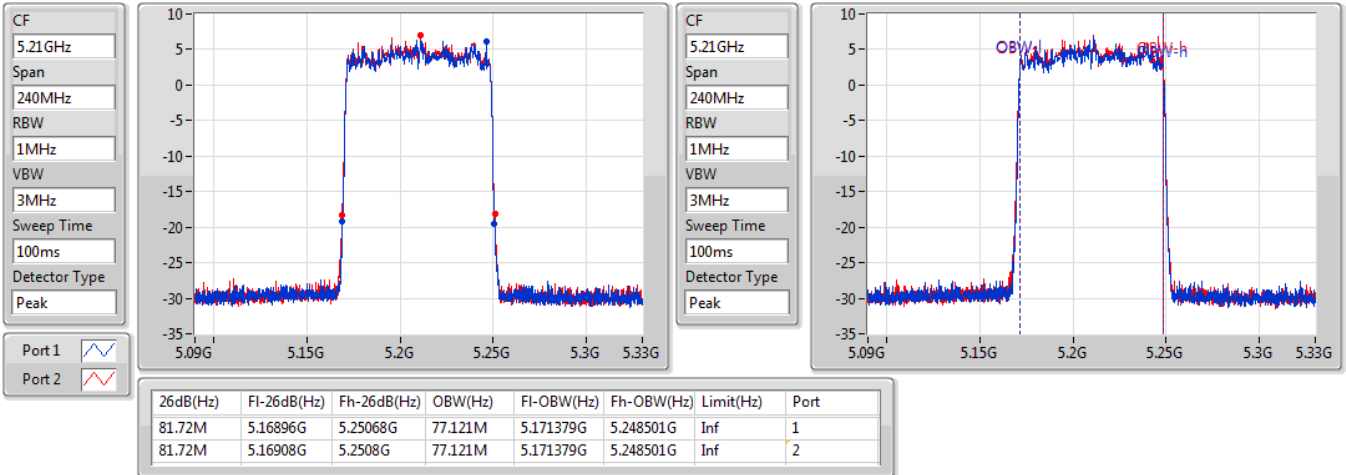 CF
5.21GHz
Span
240MHz
RBW
1MHz
VBW
3MHz
Sweep Time
100ms
Detector Type
Peak
Port 1
Port 2
10
5
0
-5
-10
-15
-20
-25
-30
-35
5.09G 5.15G 5.2G 5.25G 5.3G 5.33G
CF
5.21GHz
Span
240MHz
RBW
1MHz
VBW
3MHz
Sweep Time
100ms
Detector Type
Peak
10
5
0
-5
-10
-15
-20
-25
-30
-35
5.09G 5.15G 5.2G 5.25G 5.3G 5.33G
26dB(Hz) Fl-26dB(Hz) Fh-26dB(Hz) OBW(Hz) Fl-OBW(Hz) Fh-OBW(Hz) Limit(Hz) Port
81.72M 5.16896G 5.25068G 77.121M 5.171379G 5.248501G Inf 1
81.72M 5.16908G 5.2508G 77.121M 5.171379G 5.248501G Inf 2